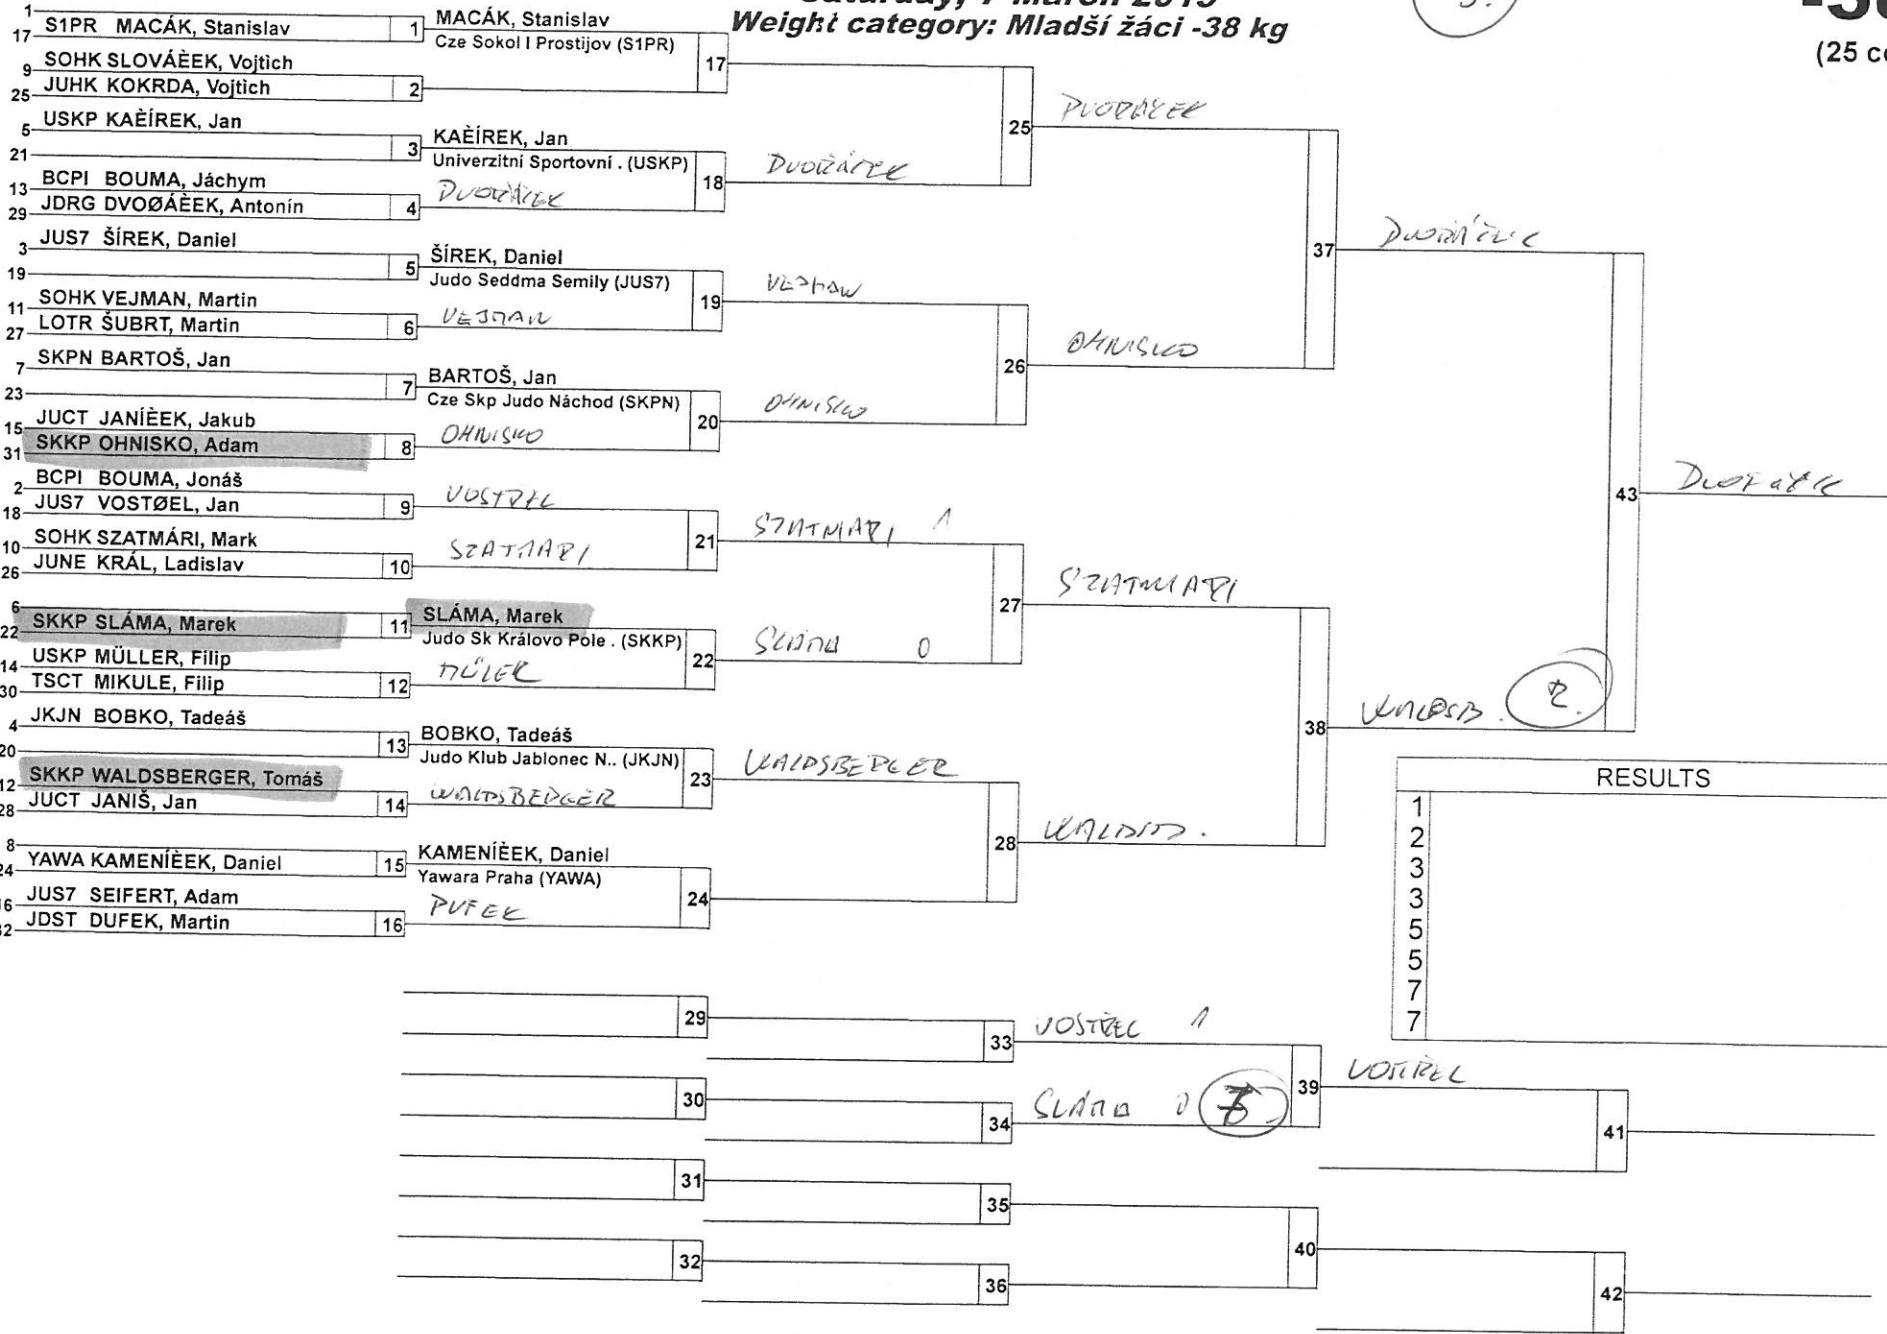 Weight category: Mladší žáci -38 kg
(25 c
1
S1PR MACÁK, Stanislav
17
1
MACÁK, Stanislav
Cze Sokol I Prostijov (S1PR)
9
SOHK SLOVÁÈEK, Vojtich
25
JUHK KOKRDA, Vojtich
2
17
5
USKP KAÈÍREK, Jan
21
3
KAÈÍREK, Jan
Univerzitní Sportovní . (USKP)
13
BCPI BOUMA, Jáchym
29
JDRG DVOØÁÈEK, Antonín
4
DVOŘÁČEK
18
DVOŘÁČEK
25
DVOŘÁČEK
3
JUS7 ŠÍREK, Daniel
19
5
ŠÍREK, Daniel
Judo Seddma Semily (JUS7)
11
SOHK VEJMAN, Martin
27
LOTR ŠUBRT, Martin
6
VEJMAN
19
VEJMAN
7
SKPN BARTOŠ, Jan
23
7
BARTOŠ, Jan
Cze Skp Judo Náchod (SKPN)
15
JUCT JANÍÈEK, Jakub
31
SKKP OHNISKO, Adam
8
OHNISKO
20
OHNISKO
26
OHNISKO
37
DVOŘÁČEK
2
BCPI BOUMA, Jonáš
18
JUS7 VOSTØEL, Jan
9
VOSTŘEL
10
SOHK SZATMÁRI, Mark
26
JUNE KRÁL, Ladislav
10
SZATMARI
21
SZATMARI 1
6
22
SKKP SLÁMA, Marek
11
SLÁMA, Marek
Judo Sk Královo Pole . (SKKP)
14
USKP MÜLLER, Filip
30
TSCT MIKULE, Filip
12
MÜLER
22
SLÁMA 0
27
SZATMARI
4
JKJN BOBKO, Tadeáš
20
13
BOBKO, Tadeáš
Judo Klub Jablonec N.. (JKJN)
12
SKKP WALDSBERGER, Tomáš
28
JUCT JANIŠ, Jan
14
WALDSBERGER
23
WALDSBERGER
8
24
YAWA KAMENÍÈEK, Daniel
15
KAMENÍÈEK, Daniel
Yawara Praha (YAWA)
16
JUS7 SEIFERT, Adam
32
JDST DUFEK, Martin
16
DUFEK
24
28
38
2.
43
DVOŘÁČEK
RESULTS
1
2
3
3
5
5
7
7
29
33
VOSTŘEL 1
30
34
SLÁMA 0
39
VOSTŘEL
41
31
35
32
36
40
42